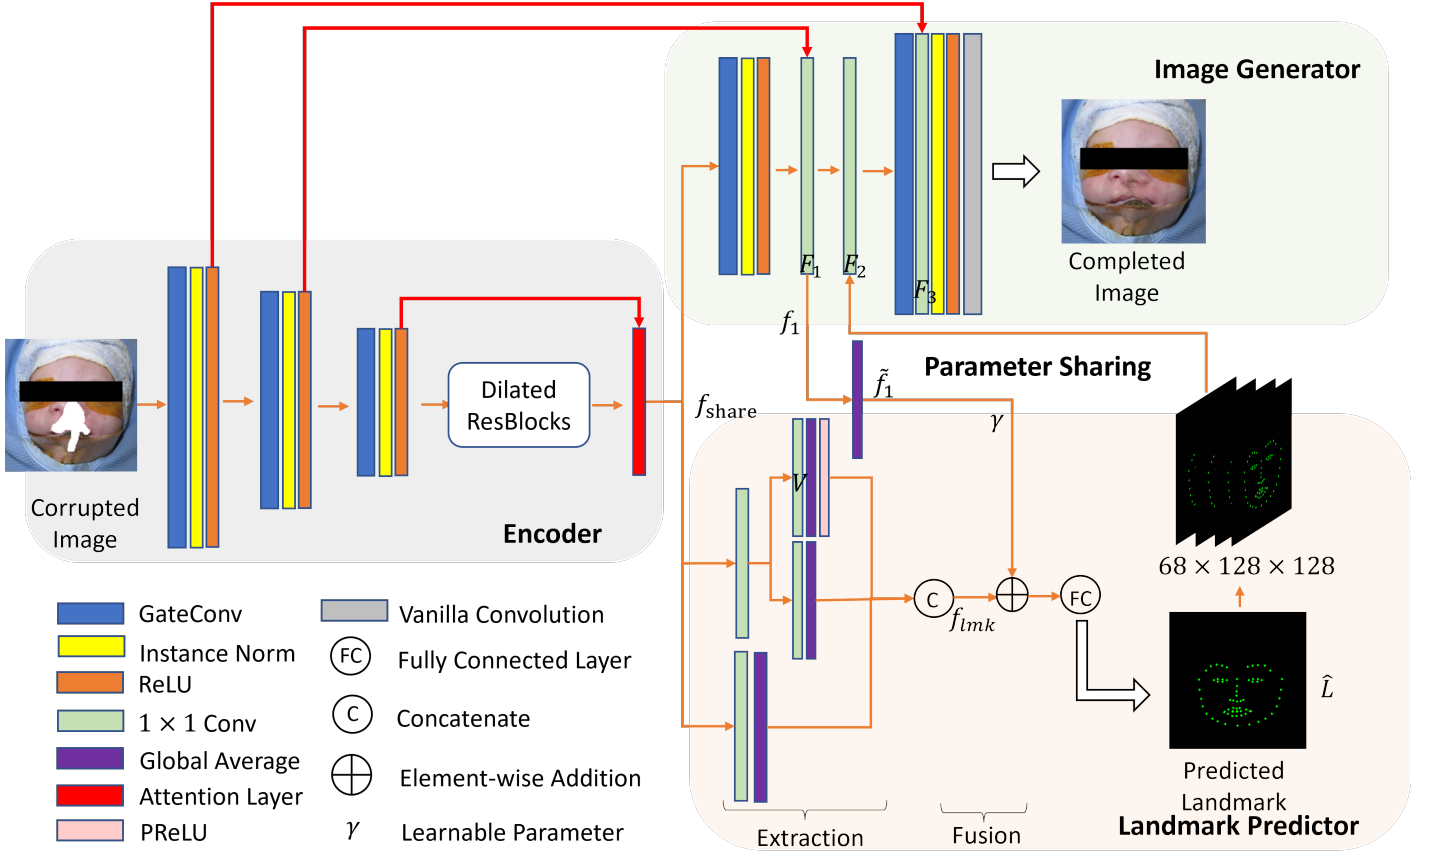 Image Generator
F₁
F₂
F₃
Completed
Image
f₁
Parameter Sharing
f̃₁
f_share
γ
Dilated
ResBlocks
Corrupted
Image
Encoder
V
68 × 128 × 128
C
f_lmk
FC
L̂
Predicted
Landmark
Landmark Predictor
Extraction
Fusion
GateConv
Instance Norm
ReLU
1 × 1 Conv
Global Average
Attention Layer
PReLU
Vanilla Convolution
FC
Fully Connected Layer
C
Concatenate
Element-wise Addition
γ
Learnable Parameter